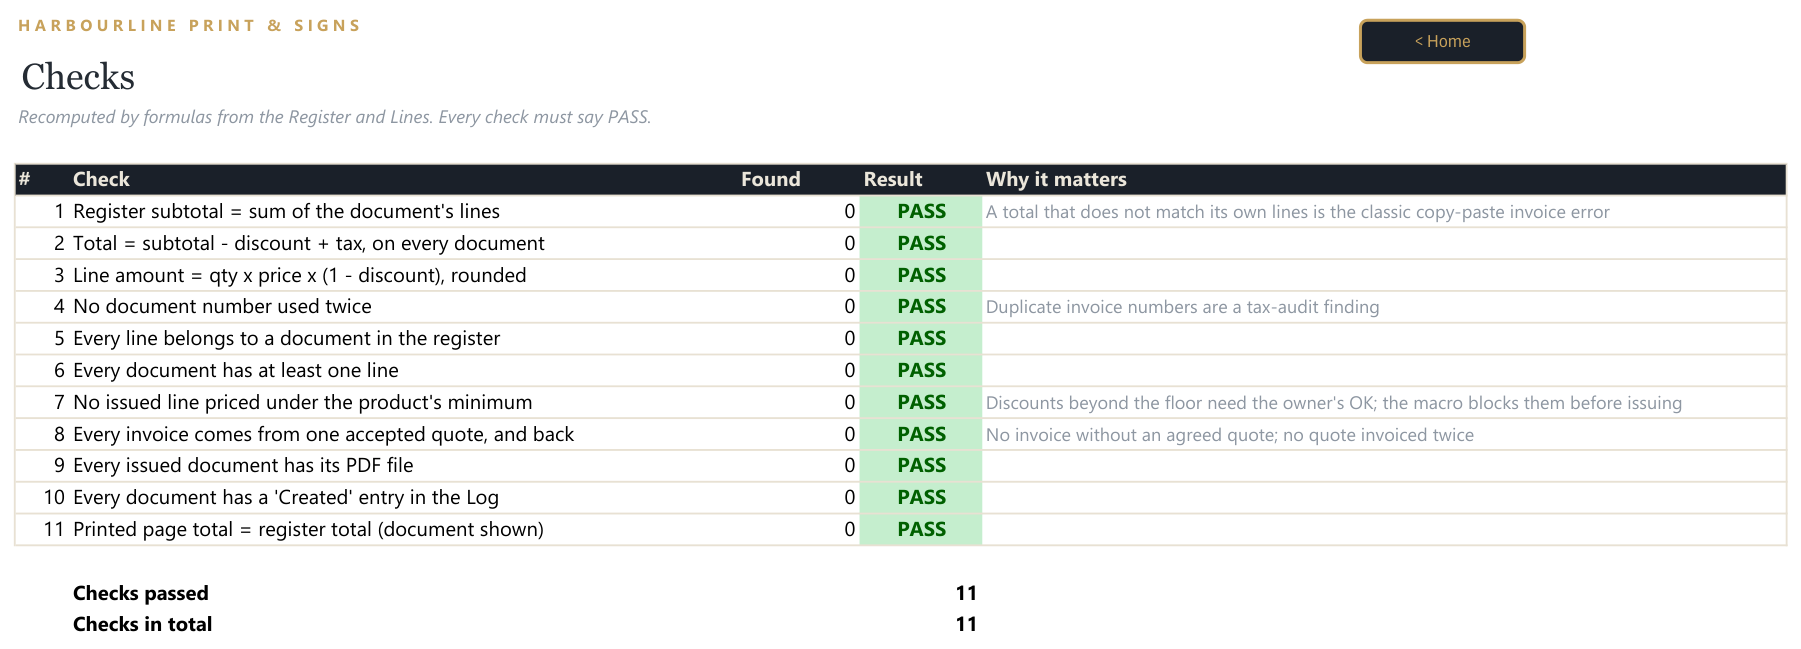 HARBOURLINE PRINT & SIGNS
< Home
Checks
Recomputed by formulas from the Register and Lines. Every check must say PASS.
# Check Found Result Why it matters
1 Register subtotal = sum of the document's lines 0 PASS A total that does not match its own lines is the classic copy-paste invoice error
2 Total = subtotal - discount + tax, on every document 0 PASS
3 Line amount = qty x price x (1 - discount), rounded 0 PASS
4 No document number used twice 0 PASS Duplicate invoice numbers are a tax-audit finding
5 Every line belongs to a document in the register 0 PASS
6 Every document has at least one line 0 PASS
7 No issued line priced under the product's minimum 0 PASS Discounts beyond the floor need the owner's OK; the macro blocks them before issuing
8 Every invoice comes from one accepted quote, and back 0 PASS No invoice without an agreed quote; no quote invoiced twice
9 Every issued document has its PDF file 0 PASS
10 Every document has a 'Created' entry in the Log 0 PASS
11 Printed page total = register total (document shown) 0 PASS
Checks passed 11
Checks in total 11